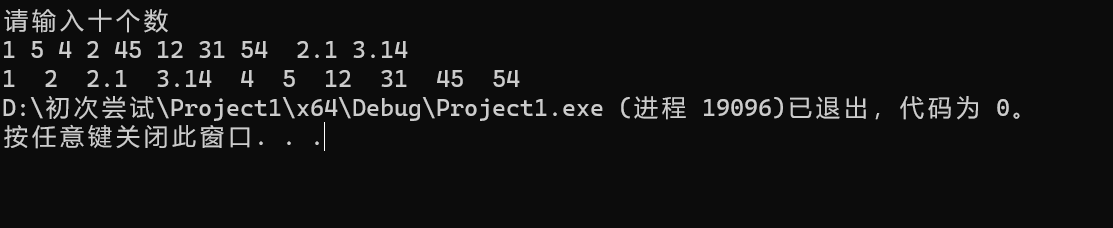 请输入十个数
1 5 4 2 45 12 31 54  2.1 3.14
1  2  2.1  3.14  4  5  12  31  45  54
D:\初次尝试\Project1\x64\Debug\Project1.exe (进程 19096)已退出，代码为 0。
按任意键关闭此窗口. . .